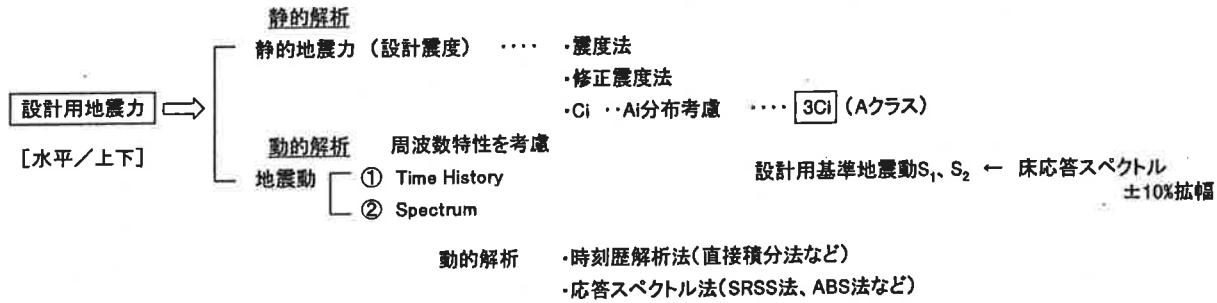 静的解析
静的地震力 (設計震度) ‥‥ ・震度法
・修正震度法
設計用地震力
・Ci ‥Ai分布考慮 ‥‥ 3Ci (Aクラス)
[水平/上下]
動的解析 周波数特性を考慮
地震動 ① Time History
設計用基準地震動S₁、S₂ ← 床応答スペクトル
±10%拡幅
② Spectrum
動的解析 ・時刻歴解析法(直接積分法など)
・応答スペクトル法(SRSS法、ABS法など)